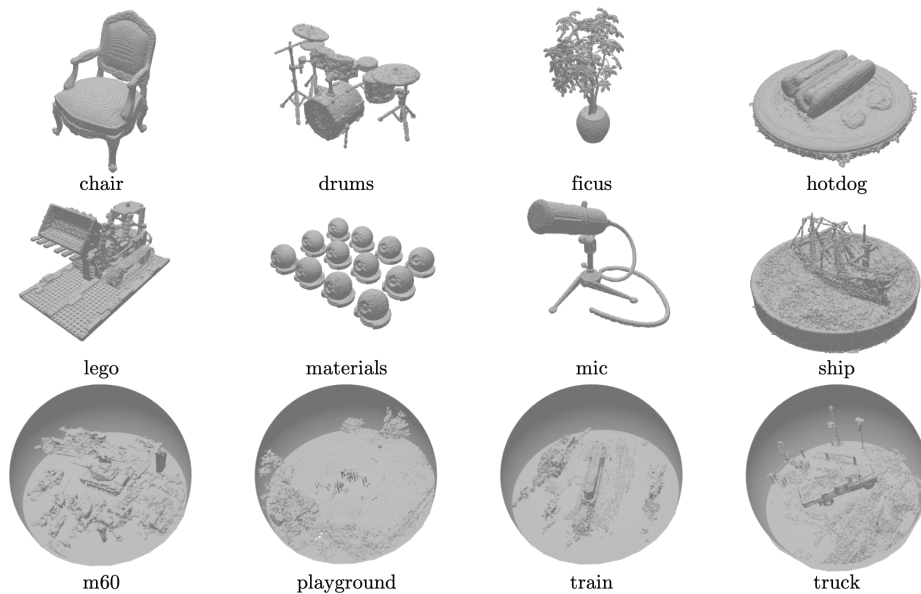 chair
drums
ficus
hotdog
lego
materials
mic
ship
m60
playground
train
truck